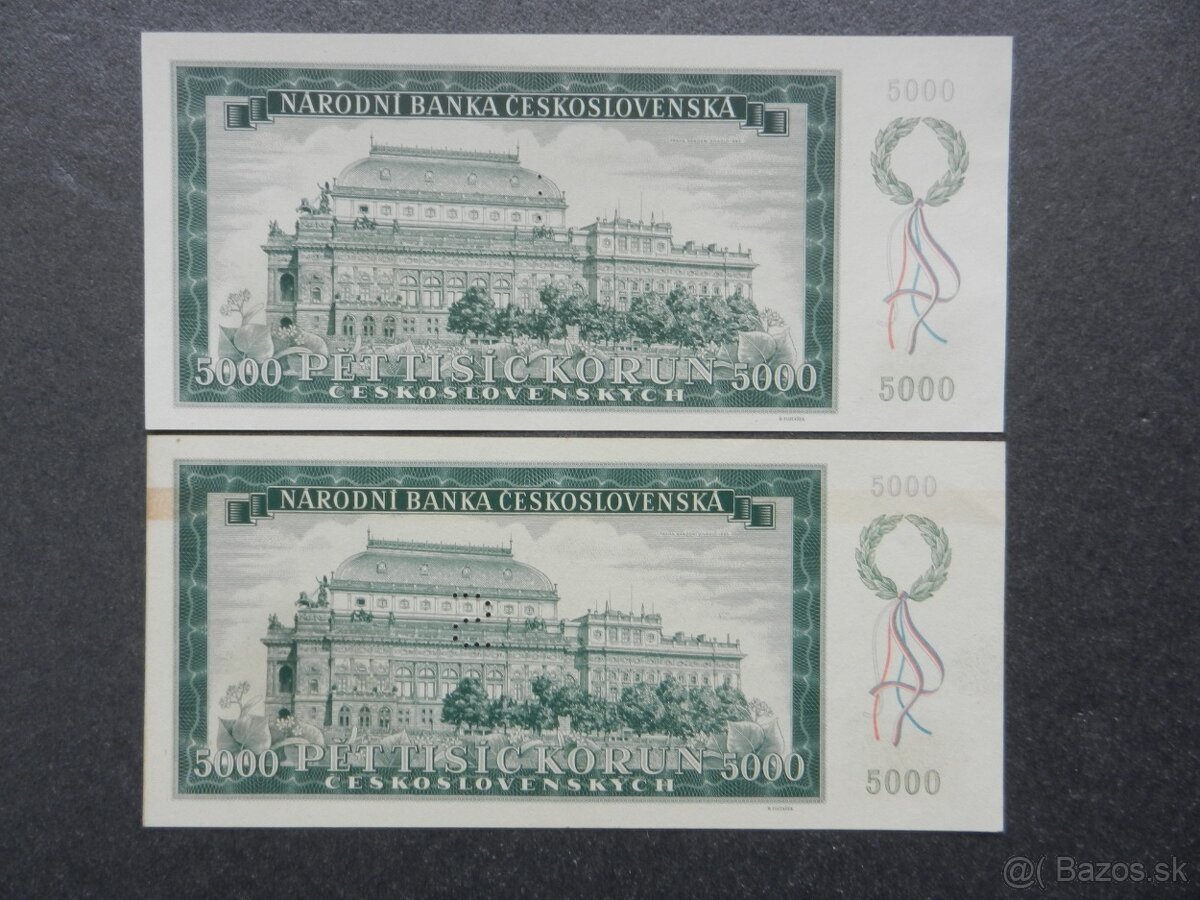 NÁRODNÍ BANKA ČESKOSLOVENSKÁ
5000
5000 PĚT TISÍC KORUN 5000
ČESKOSLOVENSKÝCH
5000
NÁRODNÍ BANKA ČESKOSLOVENSKÁ
5000
5000 PĚT TISÍC KORUN 5000
ČESKOSLOVENSKÝCH
5000
@( Bazos.sk